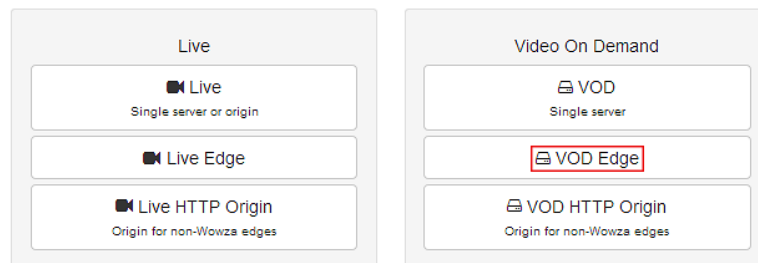 Live
Live
Single server or origin
Live Edge
Live HTTP Origin
Origin for non-Wowza edges
Video On Demand
VOD
Single server
VOD Edge
VOD HTTP Origin
Origin for non-Wowza edges